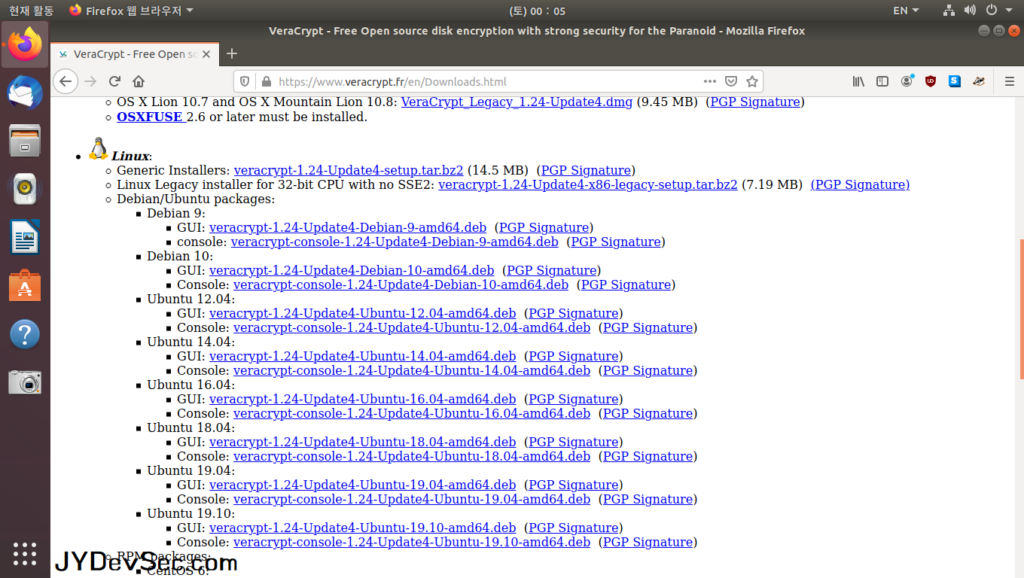 현재 활동 Firefox 웹 브라우저 (토) 00 : 05 EN
VeraCrypt - Free Open source disk encryption with strong security for the Paranoid - Mozilla Firefox
VeraCrypt - Free Open sc
https://www.veracrypt.fr/en/Downloads.html
OS X Lion 10.7 and OS X Mountain Lion 10.8: VeraCrypt_Legacy_1.24-Update4.dmg (9.45 MB) (PGP Signature)
OSXFUSE 2.6 or later must be installed.
Linux:
Generic Installers: veracrypt-1.24-Update4-setup.tar.bz2 (14.5 MB) (PGP Signature)
Linux Legacy installer for 32-bit CPU with no SSE2: veracrypt-1.24-Update4-x86-legacy-setup.tar.bz2 (7.19 MB) (PGP Signature)
Debian/Ubuntu packages:
Debian 9:
GUI: veracrypt-1.24-Update4-Debian-9-amd64.deb (PGP Signature)
console: veracrypt-console-1.24-Update4-Debian-9-amd64.deb (PGP Signature)
Debian 10:
GUI: veracrypt-1.24-Update4-Debian-10-amd64.deb (PGP Signature)
Console: veracrypt-console-1.24-Update4-Debian-10-amd64.deb (PGP Signature)
Ubuntu 12.04:
GUI: veracrypt-1.24-Update4-Ubuntu-12.04-amd64.deb (PGP Signature)
Console: veracrypt-console-1.24-Update4-Ubuntu-12.04-amd64.deb (PGP Signature)
Ubuntu 14.04:
GUI: veracrypt-1.24-Update4-Ubuntu-14.04-amd64.deb (PGP Signature)
Console: veracrypt-console-1.24-Update4-Ubuntu-14.04-amd64.deb (PGP Signature)
Ubuntu 16.04:
GUI: veracrypt-1.24-Update4-Ubuntu-16.04-amd64.deb (PGP Signature)
Console: veracrypt-console-1.24-Update4-Ubuntu-16.04-amd64.deb (PGP Signature)
Ubuntu 18.04:
GUI: veracrypt-1.24-Update4-Ubuntu-18.04-amd64.deb (PGP Signature)
Console: veracrypt-console-1.24-Update4-Ubuntu-18.04-amd64.deb (PGP Signature)
Ubuntu 19.04:
GUI: veracrypt-1.24-Update4-Ubuntu-19.04-amd64.deb (PGP Signature)
Console: veracrypt-console-1.24-Update4-Ubuntu-19.04-amd64.deb (PGP Signature)
Ubuntu 19.10:
GUI: veracrypt-1.24-Update4-Ubuntu-19.10-amd64.deb (PGP Signature)
Console: veracrypt-console-1.24-Update4-Ubuntu-19.10-amd64.deb (PGP Signature)
RPM packages:
JYDevSec.com
CentOS 6: